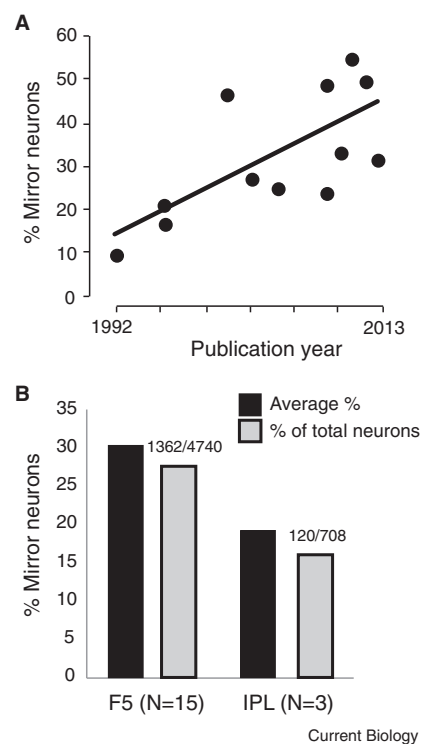 A
60
50
40
30
20
10
0
% Mirror neurons
1992 2013
Publication year
B
35
30
25
20
15
10
5
0
% Mirror neurons
Average %
% of total neurons
1362/4740
120/708
F5 (N=15) IPL (N=3)
Current Biology